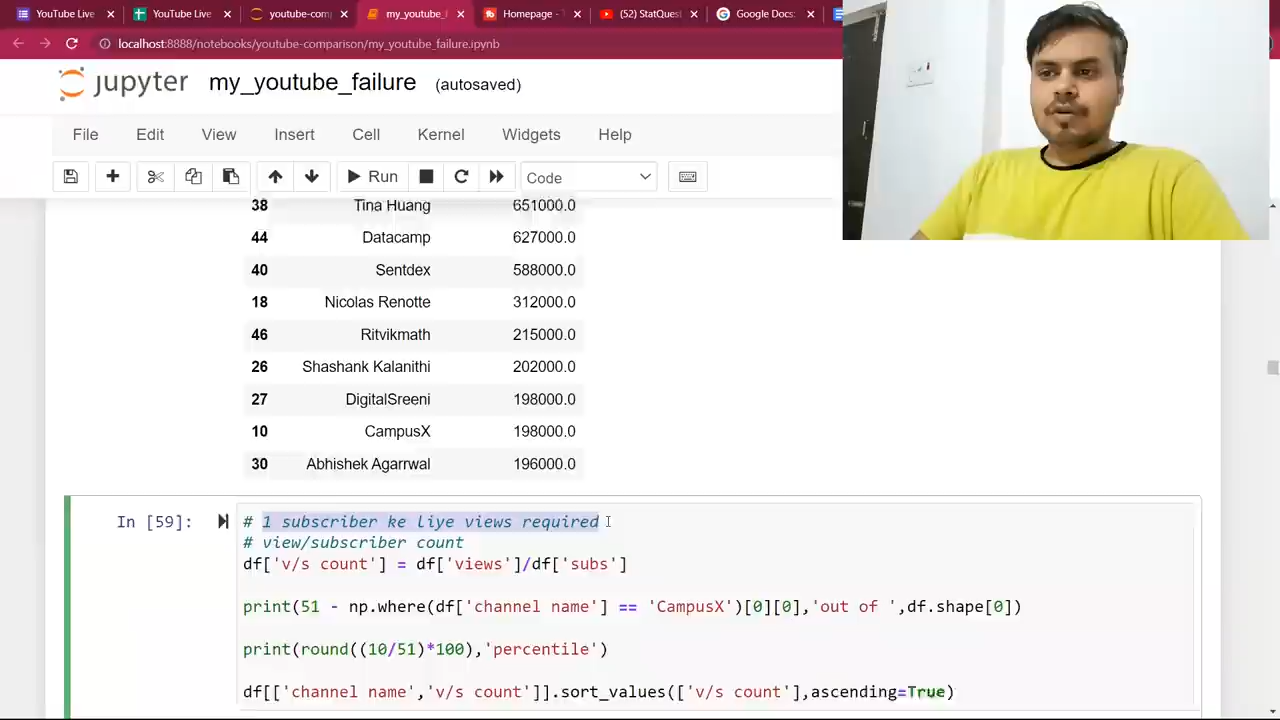 YouTube Live
YouTube Live
youtube-com
my_youtube_
Homepage -
(52) StatQues
Google Docs:
localhost:8888/notebooks/youtube-comparison/my_youtube_failure.ipynb
jupyter my_youtube_failure (autosaved)
File Edit View Insert Cell Kernel Widgets Help
Run Code
38 Tina Huang 651000.0
44 Datacamp 627000.0
40 Sentdex 588000.0
18 Nicolas Renotte 312000.0
46 Ritvikmath 215000.0
26 Shashank Kalanithi 202000.0
27 DigitalSreeni 198000.0
10 CampusX 198000.0
30 Abhishek Agarrwal 196000.0
In [59]: # 1 subscriber ke liye views required
# view/subscriber count
df['v/s count'] = df['views']/df['subs']
print(51 - np.where(df['channel name'] == 'CampusX')[0][0],'out of ',df.shape[0])
print(round((10/51)*100),'percentile')
df[['channel name','v/s count']].sort_values(['v/s count'],ascending=True)